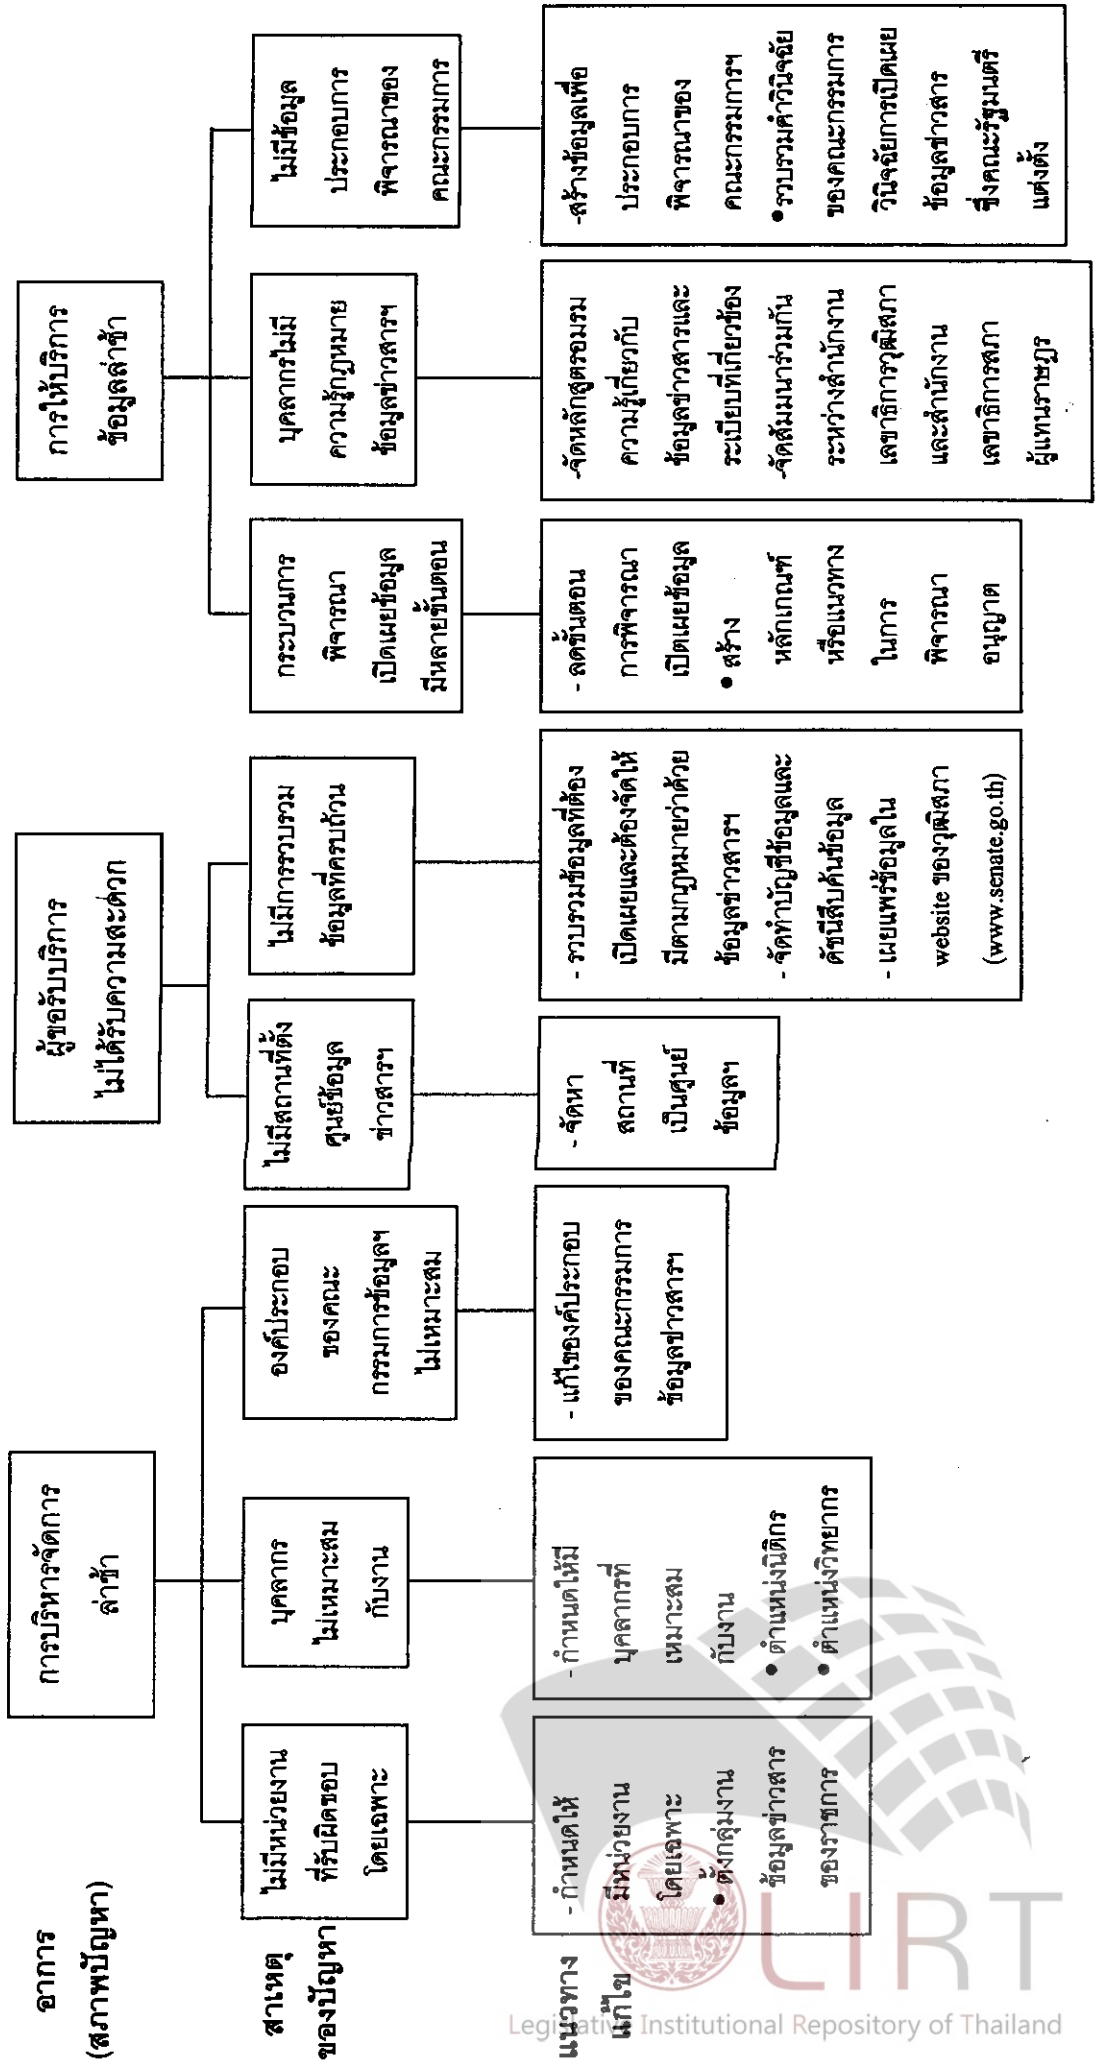 อาการ
(สภาพปัญหา)
การบริหารจัดการ
ล่าช้า
ผู้ขอรับบริการ
ไม่ได้รับความสะดวก
การให้บริการ
ข้อมูลล่าช้า
สาเหตุ
ของปัญหา
ไม่มีหน่วยงาน
ที่รับผิดชอบ
โดยเฉพาะ
บุคลากร
ไม่เหมาะสม
กับงาน
องค์ประกอบ
ของคณะ
กรรมการข้อมูลฯ
ไม่เหมาะสม
ไม่มีสถานที่ตั้ง
ศูนย์ข้อมูล
ข่าวสารฯ
ไม่มีการรวบรวม
ข้อมูลที่ครบถ้วน
กระบวนการ
พิจารณา
เปิดเผยข้อมูล
มีหลายขั้นตอน
บุคลากรไม่มี
ความรู้กฎหมาย
ข้อมูลข่าวสารฯ
ไม่มีข้อมูล
ประกอบการ
พิจารณาของ
คณะกรรมการ
แนวทาง
แก้ไข
- กำหนดให้
มีหน่วยงาน
โดยเฉพาะ
• ตั้งกลุ่มงาน
ข้อมูลข่าวสาร
ของราชการ
- กำหนดให้มี
บุคลากรที่
เหมาะสม
กับงาน
• ตำแหน่งนิติกร
• ตำแหน่งวิทยากร
- แก้ไของค์ประกอบ
ของคณะกรรมการ
ข้อมูลข่าวสารฯ
- จัดหา
สถานที่
เป็นศูนย์
ข้อมูลฯ
- รวบรวมข้อมูลที่ต้อง
เปิดเผยและต้องจัดให้
มีตามกฎหมายว่าด้วย
ข้อมูลข่าวสารฯ
- จัดทำบัญชีข้อมูลและ
ดัชนีสืบค้นข้อมูล
- เผยแพร่ข้อมูลใน
website ของวุฒิสภา
(www.senate.go.th)
- ลดขั้นตอน
การพิจารณา
เปิดเผยข้อมูล
• สร้าง
หลักเกณฑ์
หรือแนวทาง
ในการ
พิจารณา
อนุญาต
-จัดหลักสูตรอบรม
ความรู้เกี่ยวกับ
ข้อมูลข่าวสารและ
ระเบียบที่เกี่ยวข้อง
-จัดสัมมนาร่วมกัน
ระหว่างสำนักงาน
เลขาธิการวุฒิสภา
และสำนักงาน
เลขาธิการสภา
ผู้แทนราษฎร
-สร้างข้อมูลเพื่อ
ประกอบการ
พิจารณาของ
คณะกรรมการฯ
•รวบรวมคำวินิจฉัย
ของคณะกรรมการ
วินิจฉัยการเปิดเผย
ข้อมูลข่าวสาร
ซึ่งคณะรัฐมนตรี
แต่งตั้ง
LIRT
Legislative Institutional Repository of Thailand